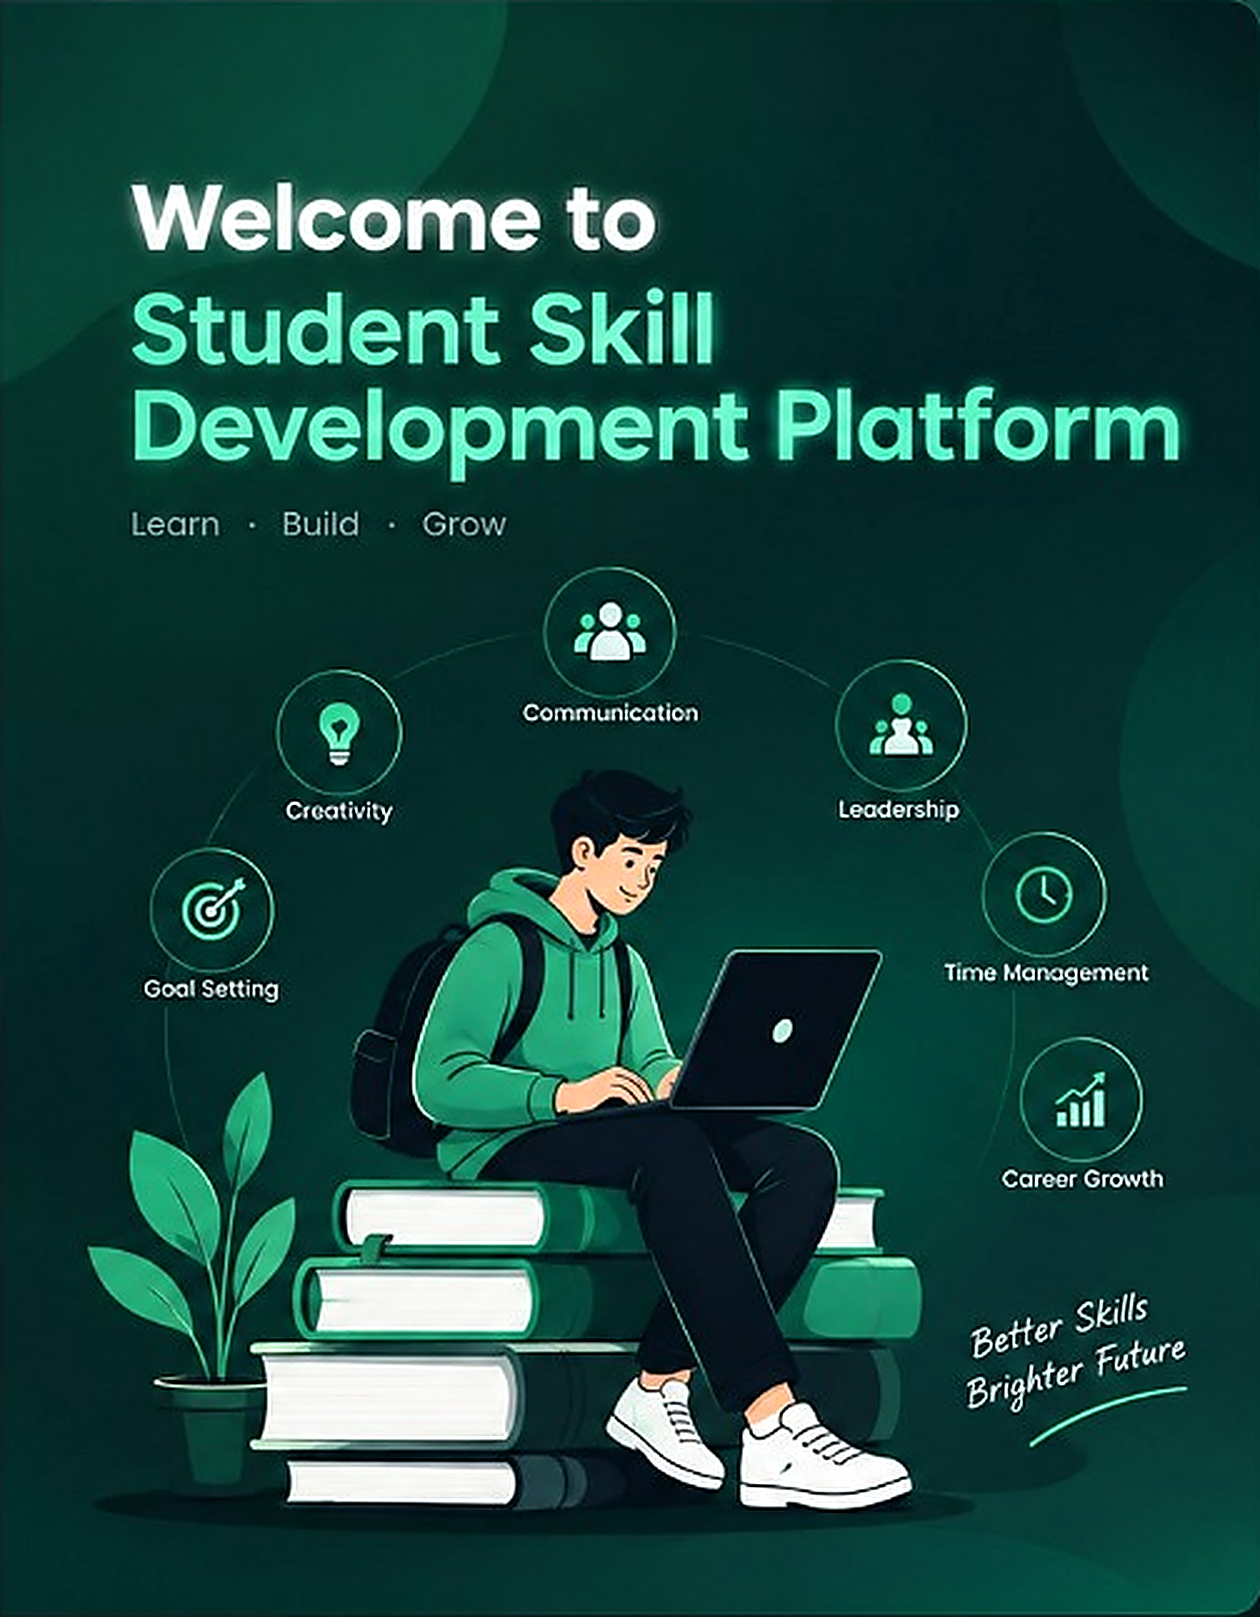 Welcome to
Student Skill
Development Platform
Learn · Build · Grow
Communication
Creativity
Leadership
Goal Setting
Time Management
Career Growth
Better Skills
Brighter Future